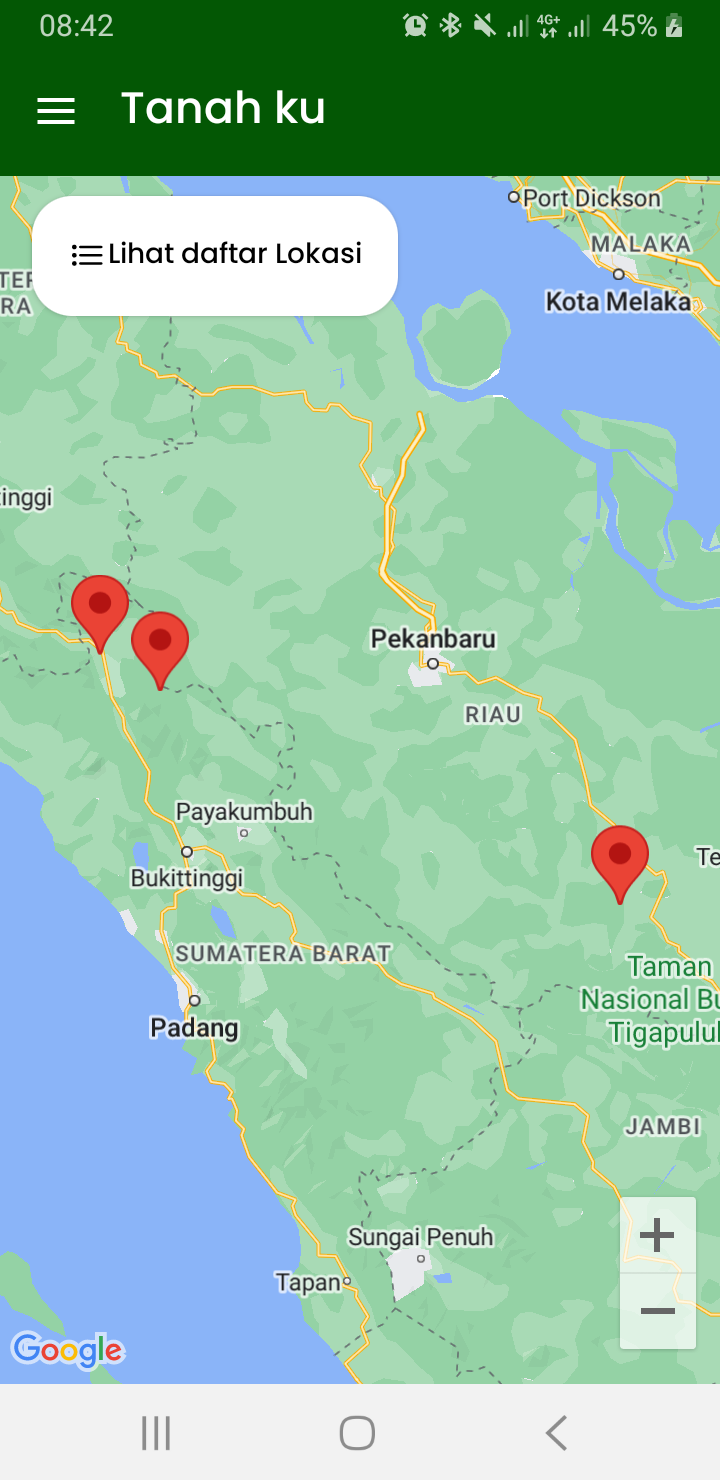 08:42
4G+ 45%
Tanah ku
Port Dickson
Lihat daftar Lokasi
MALAKA
Kota Melaka
RA
inggi
Pekanbaru
RIAU
Payakumbuh
Te
Bukittinggi
SUMATERA BARAT
Taman
Nasional Bu
Tigapulul
Padang
JAMBI
+
Sungai Penuh
Tapan
−
Google